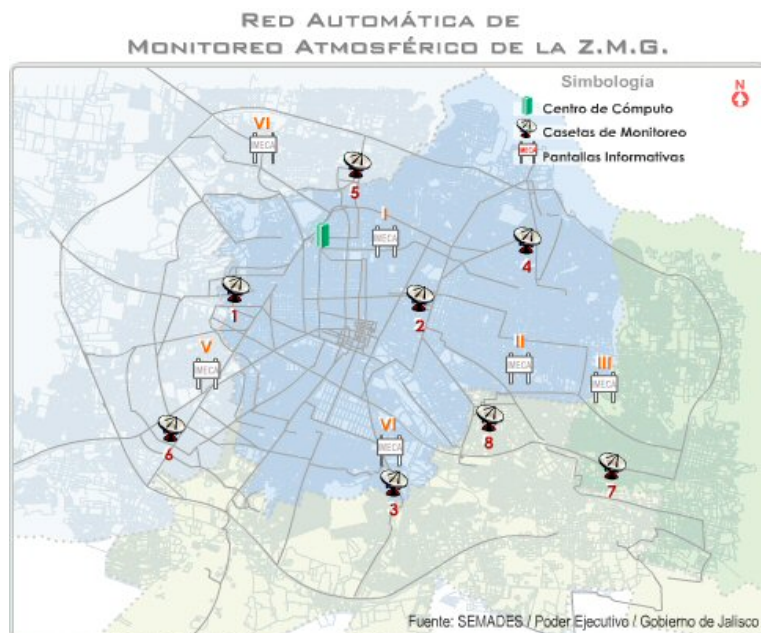 Red Automática de
Monitoreo Atmosférico de la Z.M.G.
Simbología
N
Centro de Cómputo
Casetas de Monitoreo
IMECA
Pantallas Informativas
VI
IMECA
5
I
IMECA
4
1
2
V
IMECA
II
IMECA
III
IMECA
6
VI
IMECA
8
7
3
Fuente: SEMADES / Poder Ejecutivo / Gobierno de Jalisco